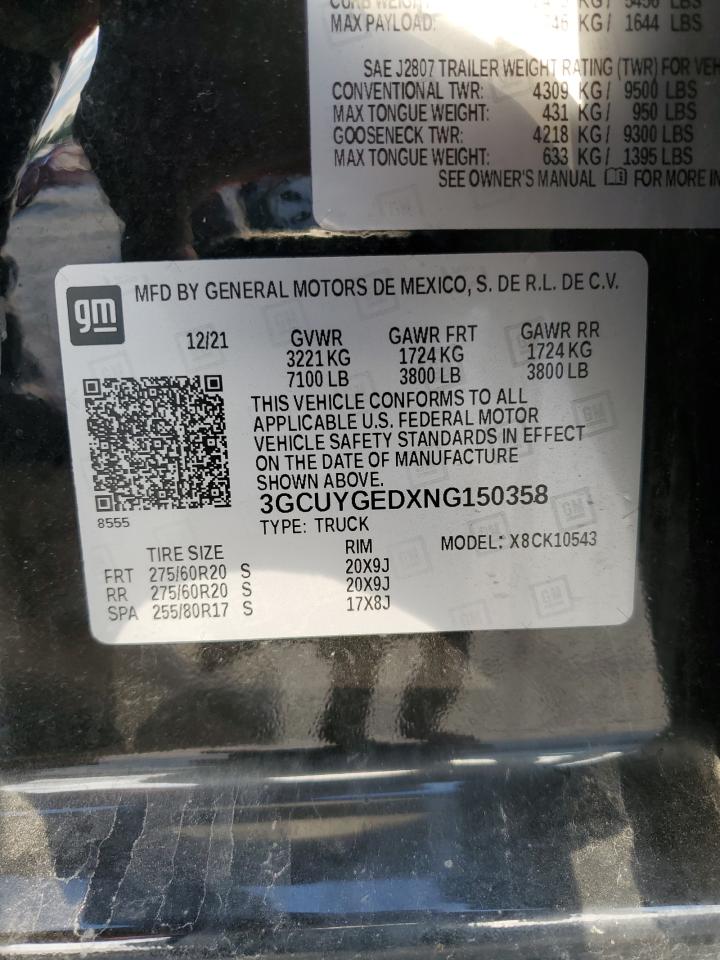 MAX PAYLOAD: 746 KG/ 1644 LBS
SAE J2807 TRAILER WEIGHT RATING (TWR) FOR VEH
CONVENTIONAL TWR: 4309 KG/ 9500 LBS
MAX TONGUE WEIGHT: 431 KG/ 950 LBS
GOOSENECK TWR: 4218 KG/ 9300 LBS
MAX TONGUE WEIGHT: 633 KG/ 1395 LBS
SEE OWNER'S MANUAL FOR MORE IN
gm
MFD BY GENERAL MOTORS DE MEXICO, S. DE R.L. DE C.V.
12/21 GVWR GAWR FRT GAWR RR
3221 KG 1724 KG 1724 KG
7100 LB 3800 LB 3800 LB
THIS VEHICLE CONFORMS TO ALL
APPLICABLE U.S. FEDERAL MOTOR
VEHICLE SAFETY STANDARDS IN EFFECT
ON THE DATE OF MANUFACTURE
SHOWN ABOVE.
3GCUYGEDXNG150358
8555
TYPE: TRUCK
MODEL: X8CK10543
TIRE SIZE RIM
FRT 275/60R20 S 20X9J
RR 275/60R20 S 20X9J
SPA 255/80R17 S 17X8J